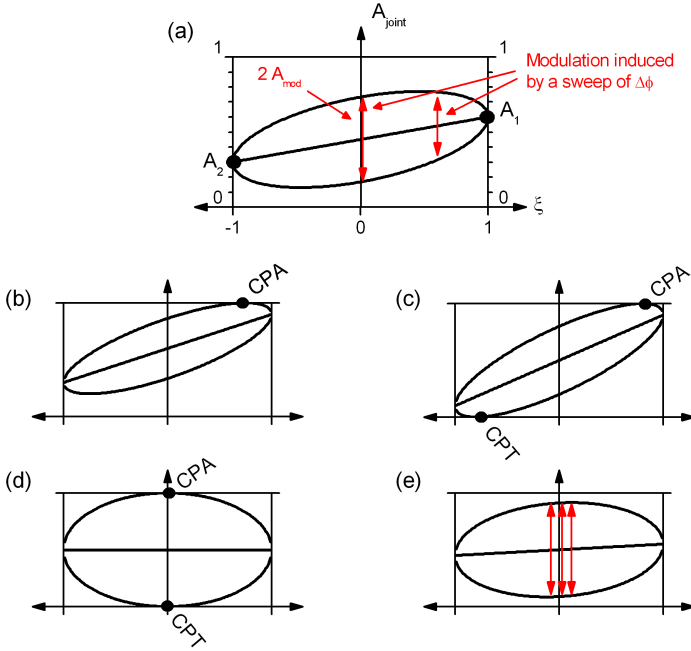 A_joint
(a)
1
1
2 A_mod
Modulation induced
by a sweep of Δϕ
A_1
A_2
0
0
ξ
-1
0
1
(b)
CPA
(c)
CPA
CPT
(d)
CPA
CPT
(e)